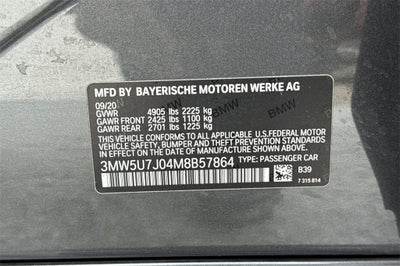 MFD BY BAYERISCHE MOTOREN WERKE AG
09/20
GVWR 4905 lbs 2225 kg
GAWR FRONT 2425 lbs 1100 kg
GAWR REAR 2701 lbs 1225 kg
THIS VEHICLE CONFORMS TO ALL APPLICABLE U.S.FEDERAL MOTOR
VEHICLE SAFETY, BUMPER, AND THEFT PREVENTION STANDARDS
IN EFFECT ON THE DATE OF MANUFACTURE SHOWN ABOVE.
3MW5U7J04M8B57864 TYPE: PASSENGER CAR
B39
7 315 814
BMW
BMW